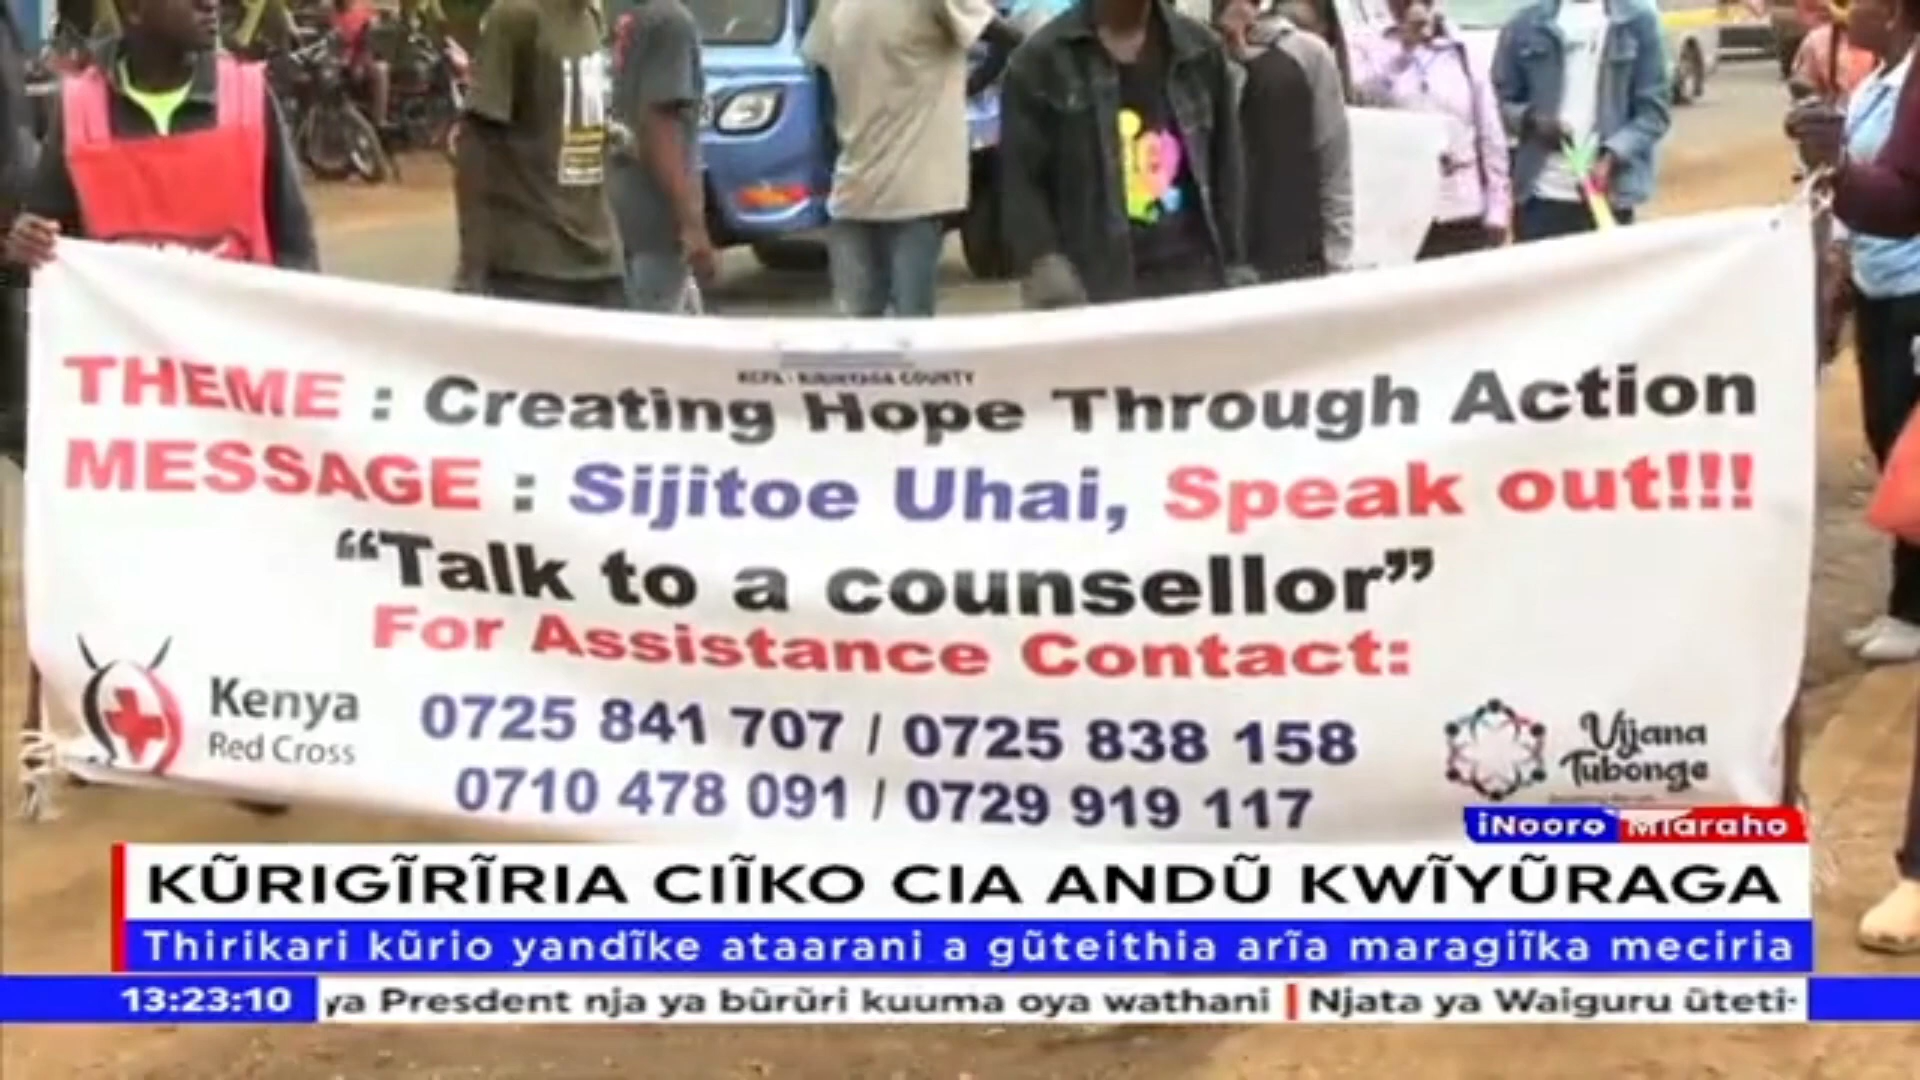 KCPA - KIRINYAGA COUNTY
THEME : Creating Hope Through Action
MESSAGE : Sijitoe Uhai, Speak out!!!
“Talk to a counsellor”
For Assistance Contact:
Kenya
Red Cross
0725 841 707 / 0725 838 158
0710 478 091 / 0729 919 117
Vijana
Tubonge
iNooro Mĩaraho
KŨRIGĨRĨRIA CIĨKO CIA ANDŨ KWĨYŨRAGA
Thirikari kũrio yandĩke ataarani a gũteithia arĩa maragiĩka meciria
13:23:10 ya Presdent nja ya bũrũri kuuma oya wathani | Njata ya Waiguru ũteti-